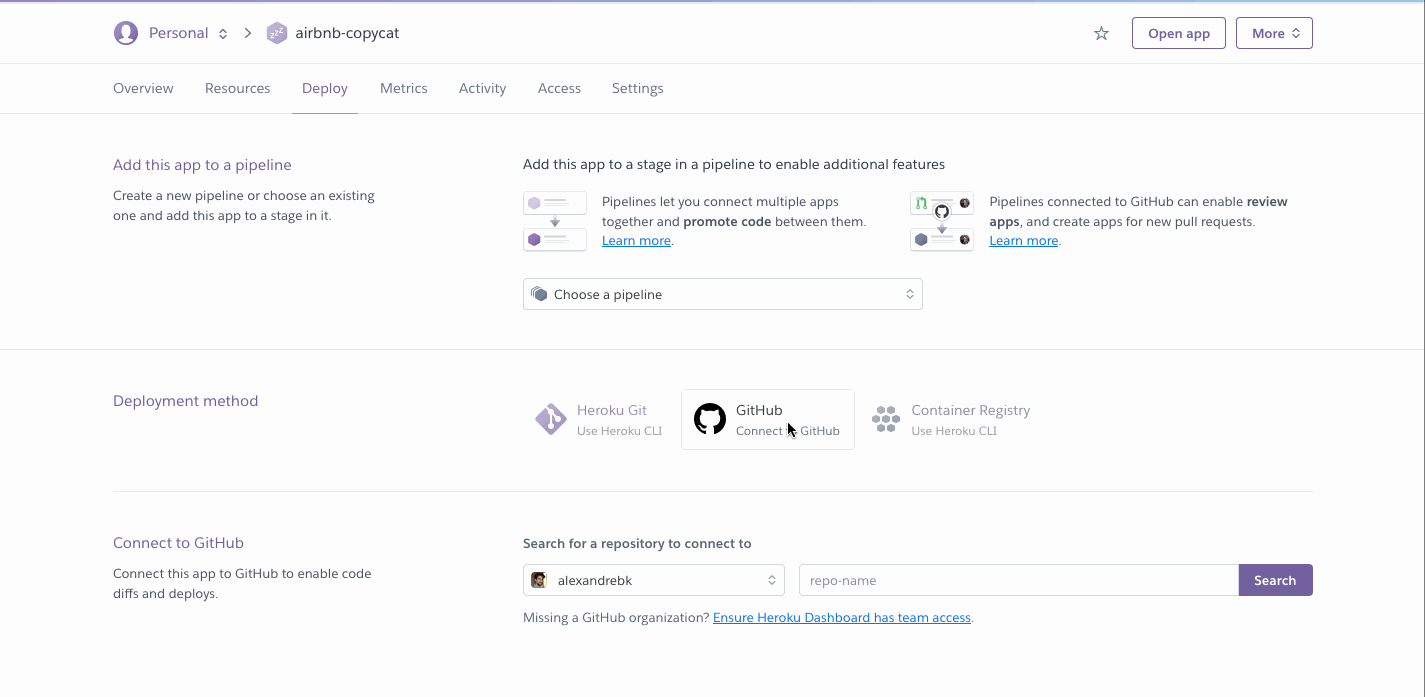 Personal
airbnb-copycat
Open app
More
Overview
Resources
Deploy
Metrics
Activity
Access
Settings
Add this app to a pipeline
Create a new pipeline or choose an existing
one and add this app to a stage in it.
Add this app to a stage in a pipeline to enable additional features
Pipelines let you connect multiple apps
together and promote code between them.
Learn more.
Pipelines connected to GitHub can enable review
apps, and create apps for new pull requests.
Learn more.
Choose a pipeline
Deployment method
Heroku Git
Use Heroku CLI
GitHub
Connect GitHub
Container Registry
Use Heroku CLI
Connect to GitHub
Connect this app to GitHub to enable code
diffs and deploys.
Search for a repository to connect to
alexandrebk
repo-name
Search
Missing a GitHub organization? Ensure Heroku Dashboard has team access.